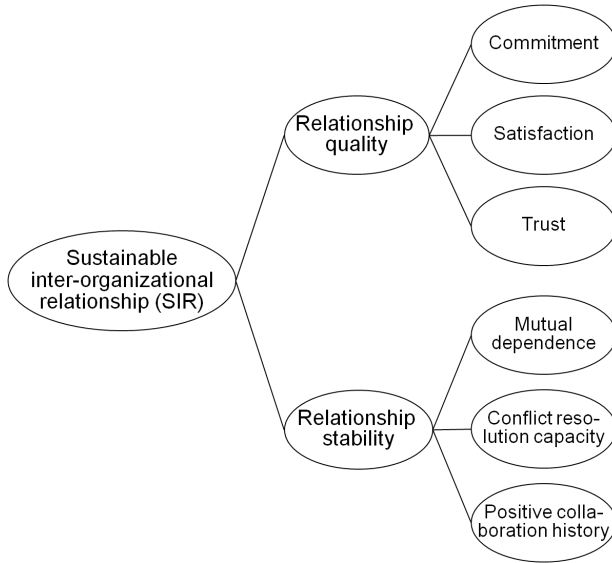 Commitment
Relationship
quality
Satisfaction
Trust
Sustainable
inter-organizational
relationship (SIR)
Mutual
dependence
Relationship
stability
Conflict reso-
lution capacity
Positive colla-
boration history